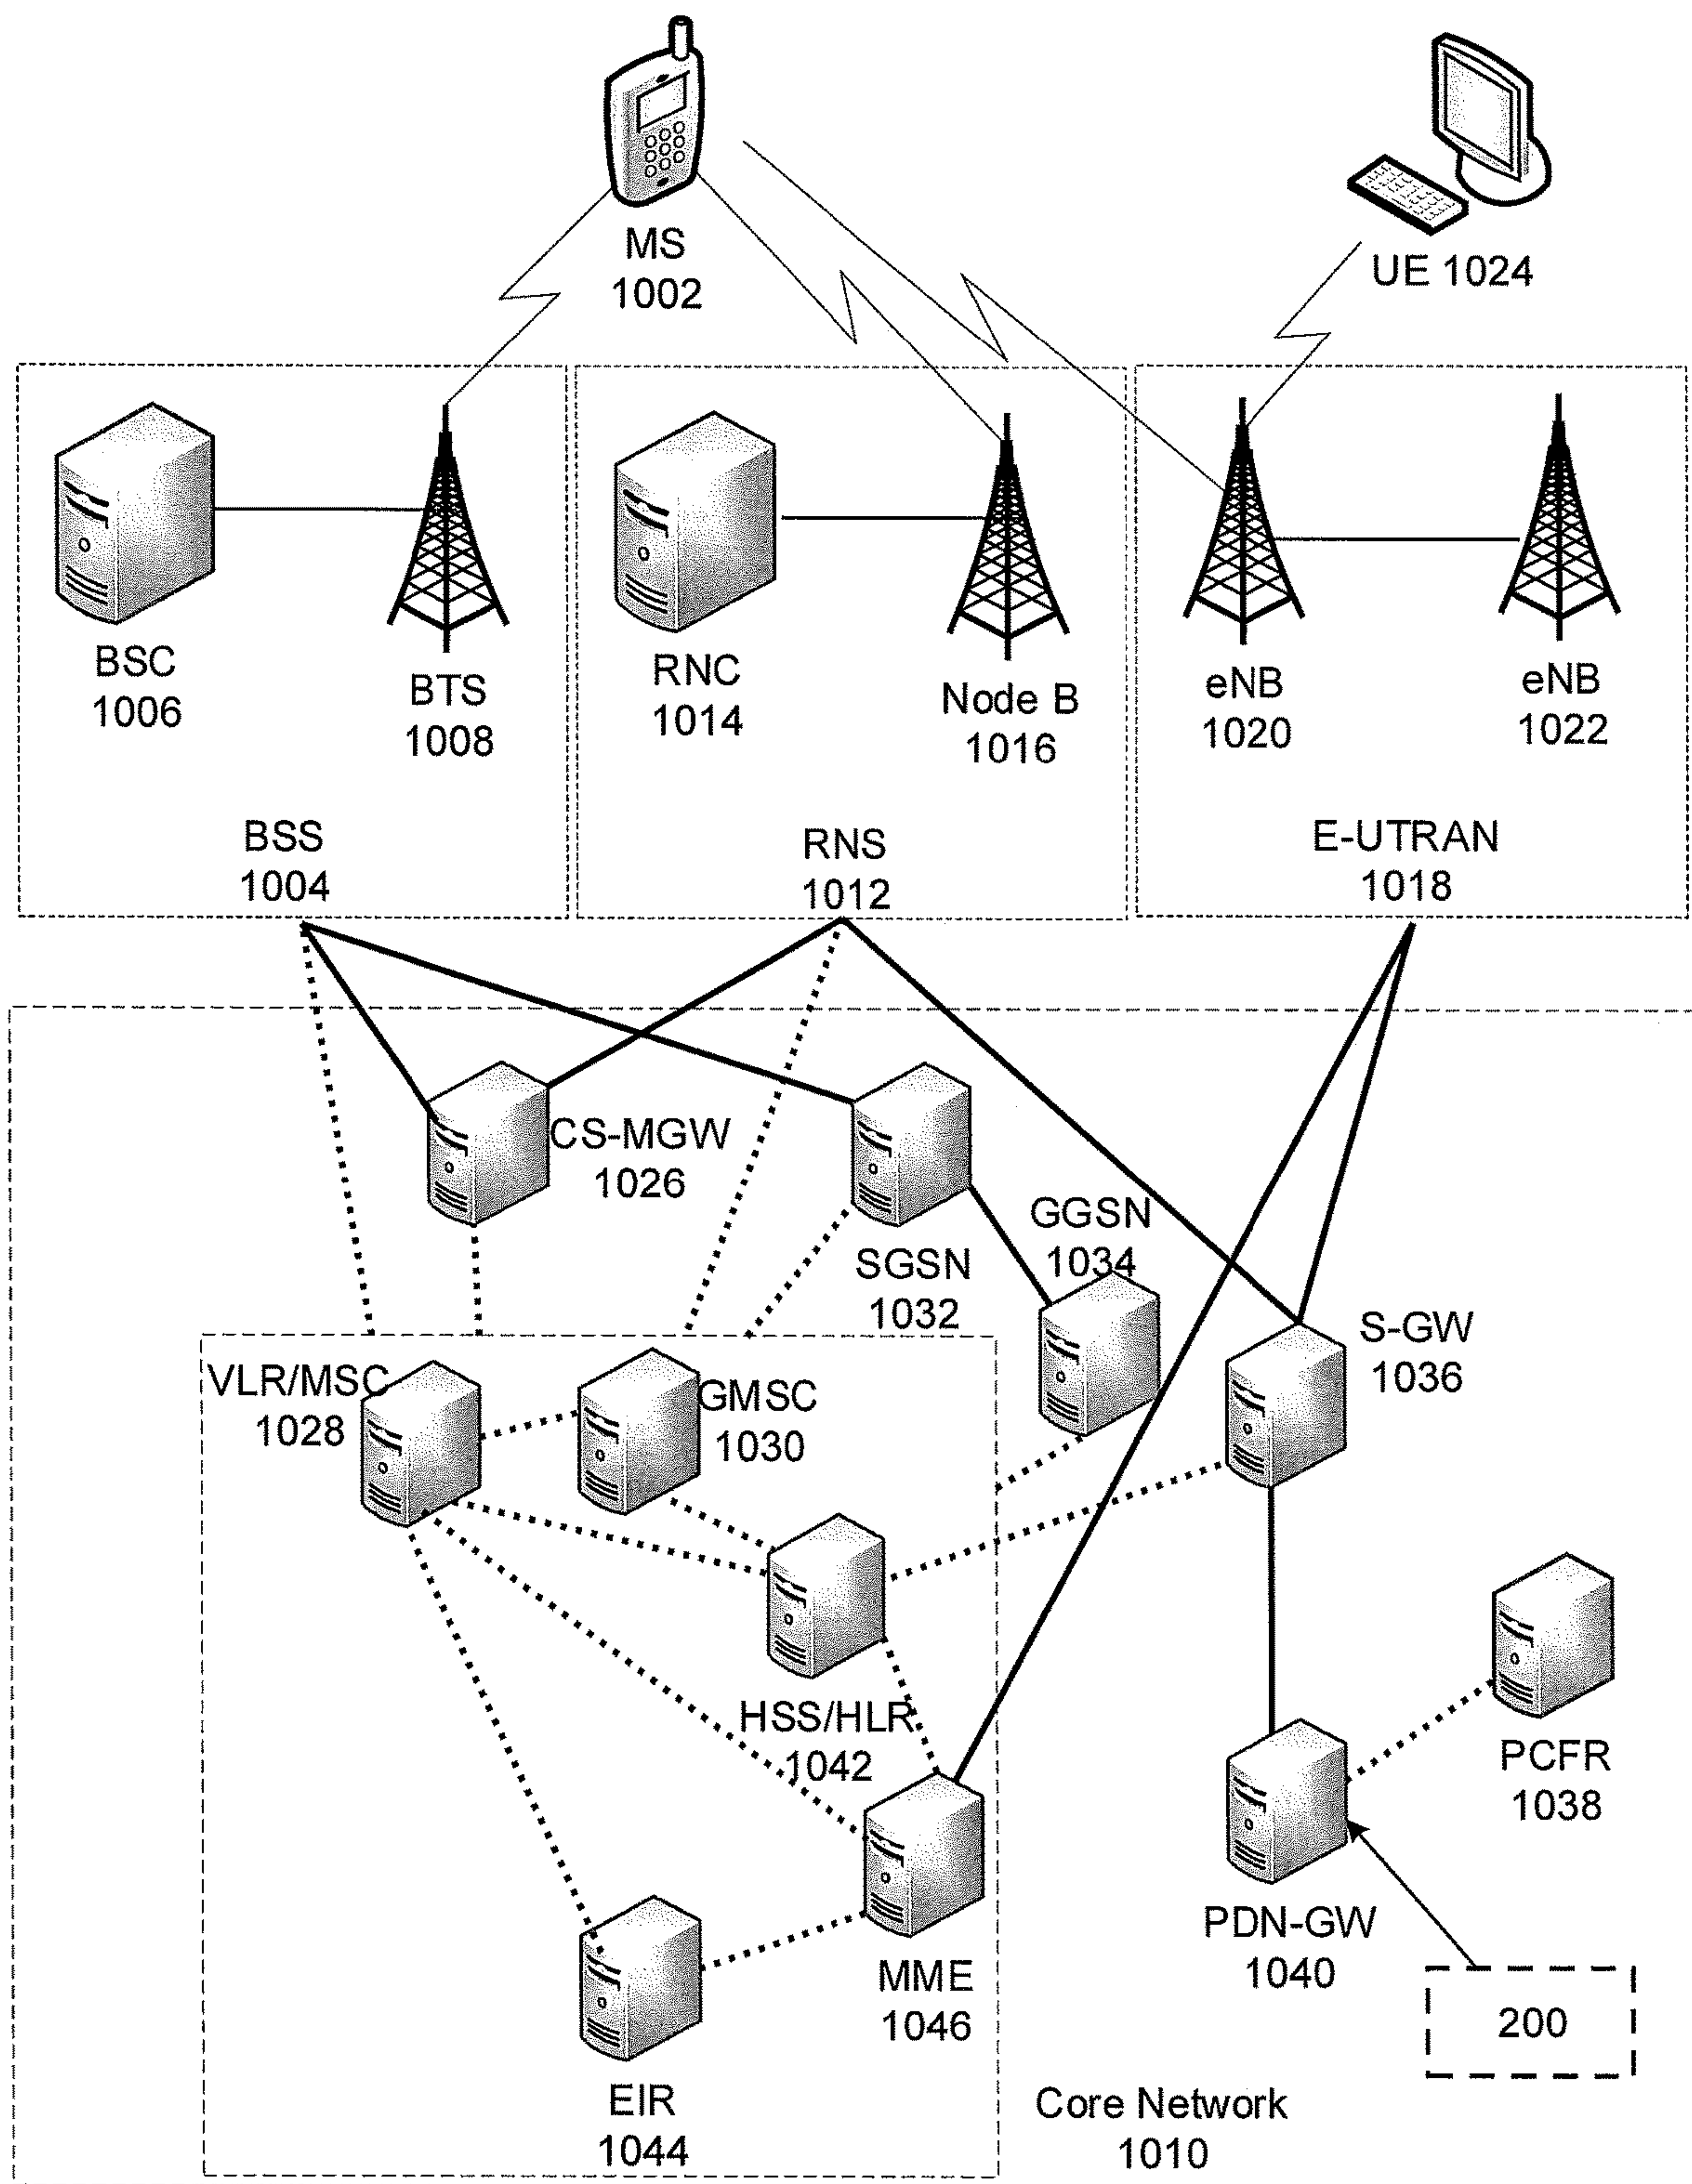 MS
1002
UE 1024
BSC
1006
BTS
1008
RNC
1014
Node B
1016
eNB
1020
eNB
1022
BSS
1004
RNS
1012
E-UTRAN
1018
CS-MGW
1026
SGSN
1032
GGSN
1034
S-GW
1036
VLR/MSC
1028
GMSC
1030
HSS/HLR
1042
PCFR
1038
PDN-GW
1040
MME
1046
200
EIR
1044
Core Network
1010